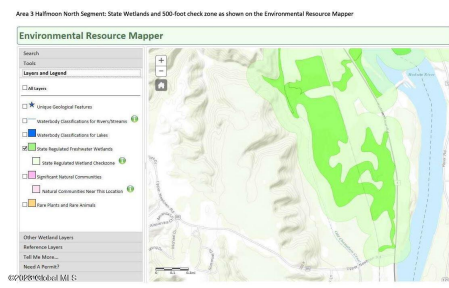 Area 3 Halfmoon North Segment: State Wetlands and 500-foot check zone as shown on the Environmental Resource Mapper
Environmental Resource Mapper
Search
Tools
Layers and Legend
All Layers
Unique Geological Features
Waterbody Classifications for Rivers/Streams
Waterbody Classifications for Lakes
State Regulated Freshwater Wetlands
State Regulated Wetland Checkzone
Significant Natural Communities
Natural Communities Near This Location
Rare Plants and Rare Animals
Other Wetland Layers
Reference Layers
Tell Me More...
Need A Permit?
+
−